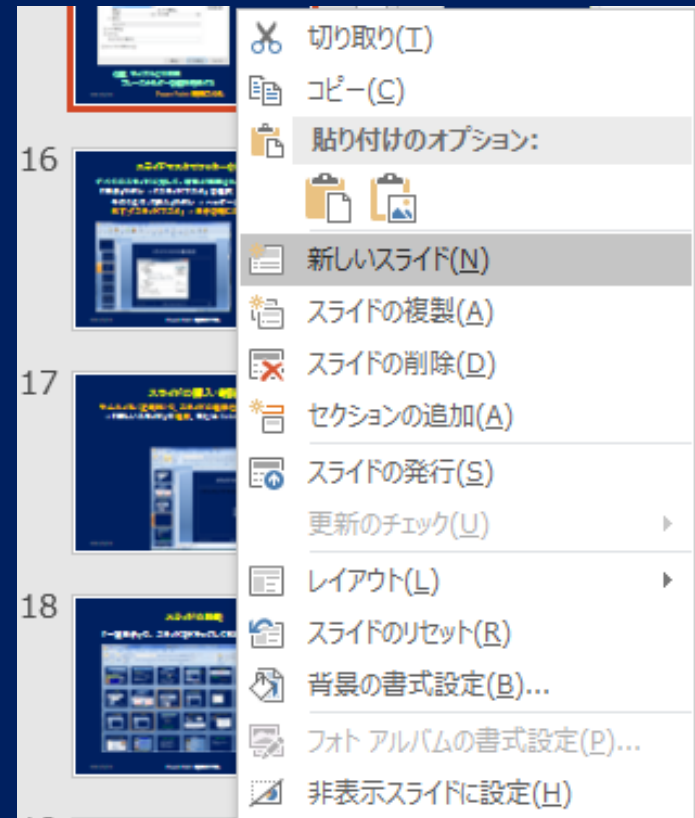 切り取り(T)
コピー(C)
貼り付けのオプション:
16
新しいスライド(N)
スライドの複製(A)
スライドの削除(D)
17
セクションの追加(A)
スライドの発行(S)
更新のチェック(U)
レイアウト(L)
18
スライドのリセット(R)
背景の書式設定(B)...
フォト アルバムの書式設定(P)...
非表示スライドに設定(H)